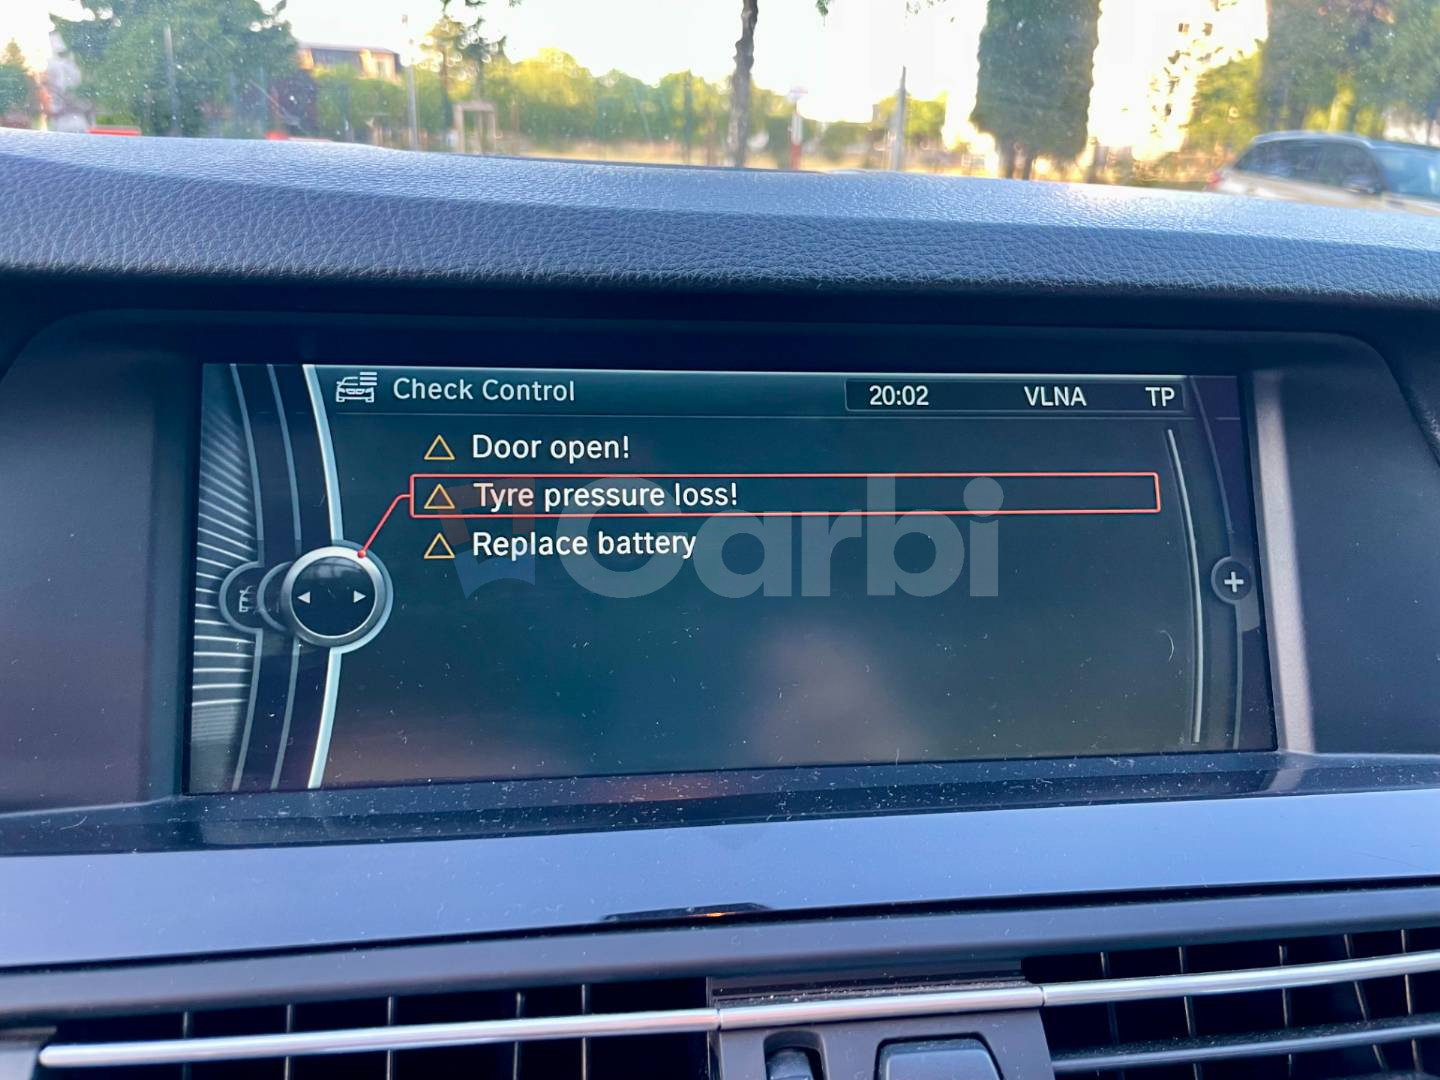 Check Control
20:02 VLNA TP
Door open!
Tyre pressure loss!
Replace battery
Carbi